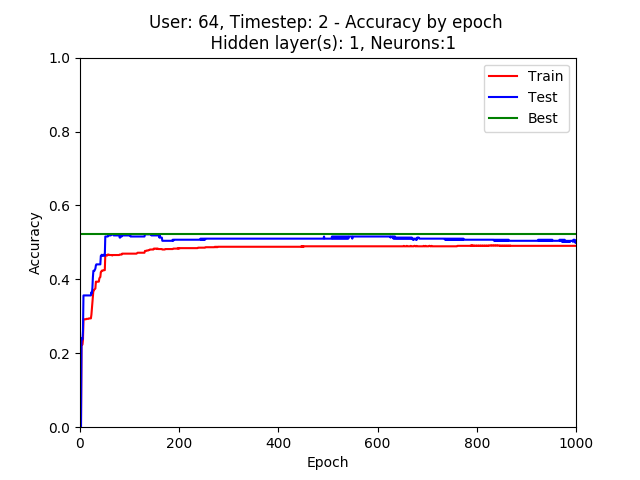 User: 64, Timestep: 2 - Accuracy by epoch
Hidden layer(s): 1, Neurons:1
1.0
0.8
0.6
0.4
0.2
0.0
Accuracy
Train
Test
Best
0
200
400
600
800
1000
Epoch